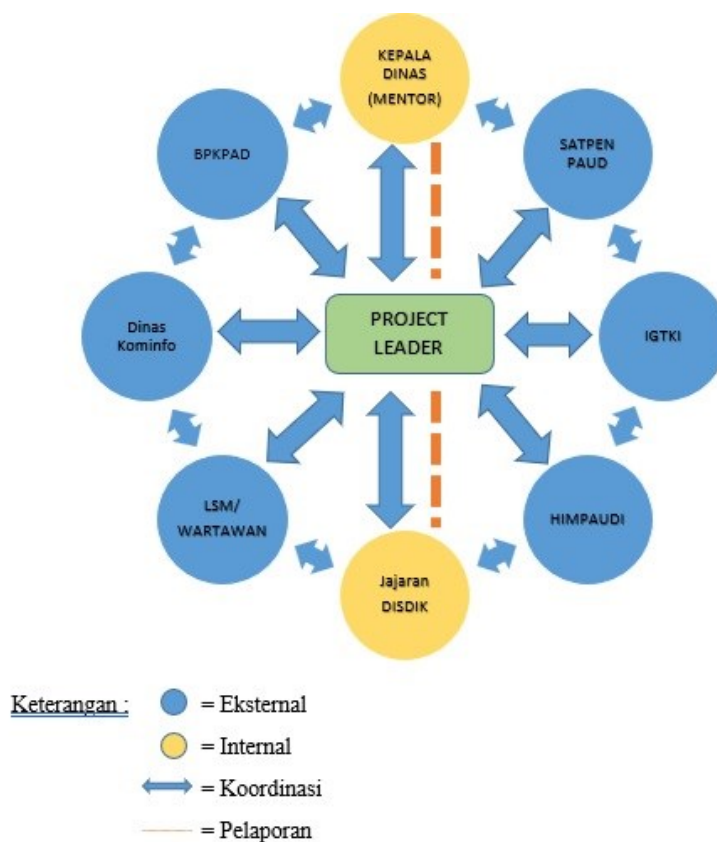 KEPALA
DINAS
(MENTOR)
BPKPAD
SATPEN
PAUD
Dinas
Kominfo
PROJECT
LEADER
IGTKI
LSM/
WARTAWAN
HIMPAUDI
Jajaran
DISDIK
Keterangan :
= Eksternal
= Internal
= Koordinasi
= Pelaporan